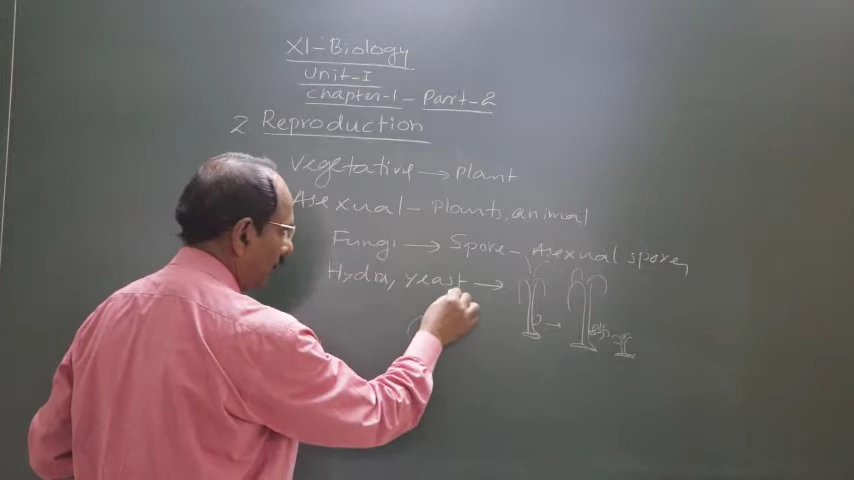 XI-Biology
Unit-I
Chapter-1 - Part-2
2. Reproduction
Vegetative → Plant
Asexual - Plants, animal
Fungi → Spore - Asexual spore,
Hydra, yeast →